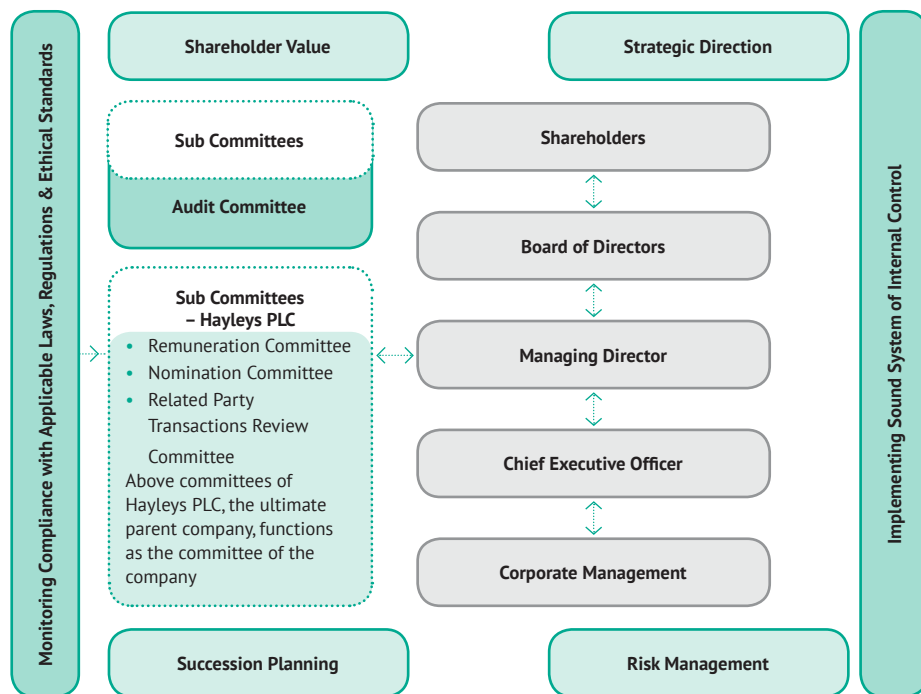 Monitoring Compliance with Applicable Laws, Regulations & Ethical Standards
Shareholder Value
Strategic Direction
Sub Committees
Audit Committee
Sub Committees
– Hayleys PLC
• Remuneration Committee
• Nomination Committee
• Related Party
Transactions Review
Committee
Above committees of
Hayleys PLC, the ultimate
parent company, functions
as the committee of the
company
Shareholders
Board of Directors
Managing Director
Chief Executive Officer
Corporate Management
Succession Planning
Risk Management
Implementing Sound System of Internal Control